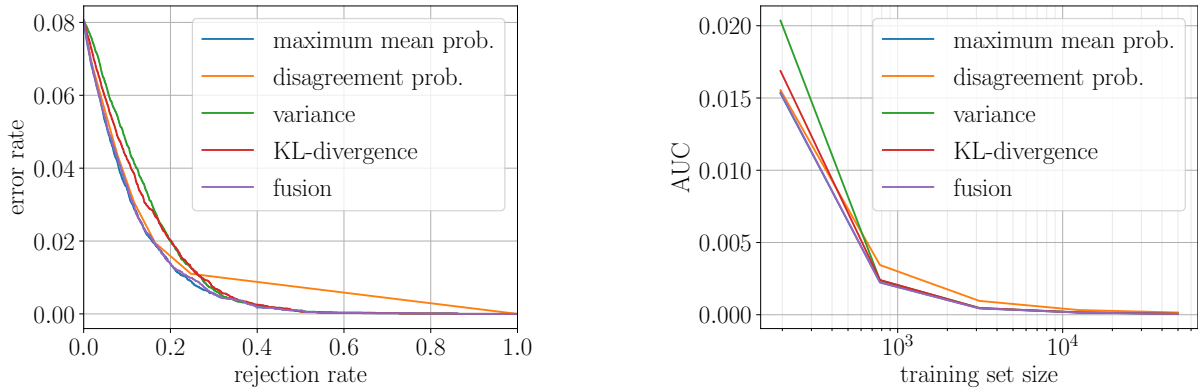 0.08
0.06
0.04
0.02
0.00
error rate
0.0 0.2 0.4 0.6 0.8 1.0
rejection rate
maximum mean prob.
disagreement prob.
variance
KL-divergence
fusion
0.020
0.015
0.010
0.005
0.000
AUC
10³ 10⁴
training set size
maximum mean prob.
disagreement prob.
variance
KL-divergence
fusion